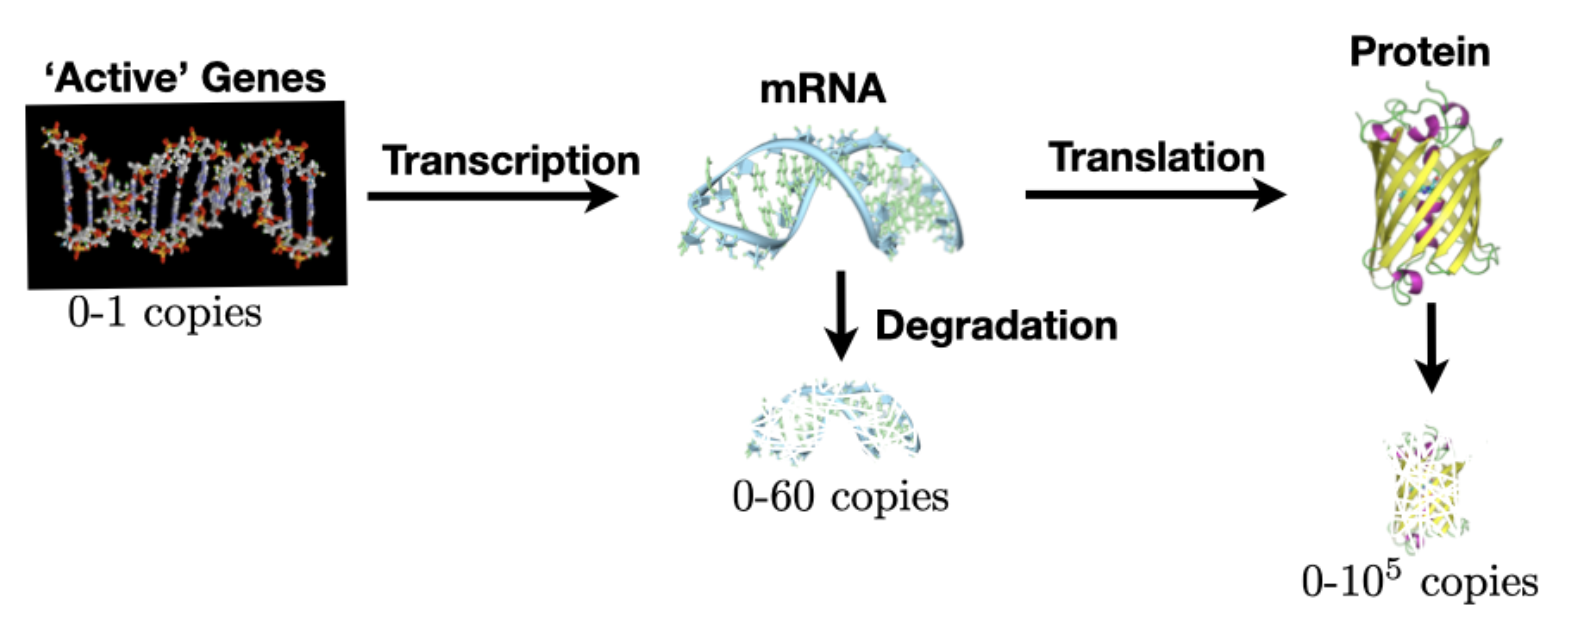 ‘Active’ Genes
0-1 copies
Transcription
mRNA
Degradation
0-60 copies
Translation
Protein
0-10⁵ copies